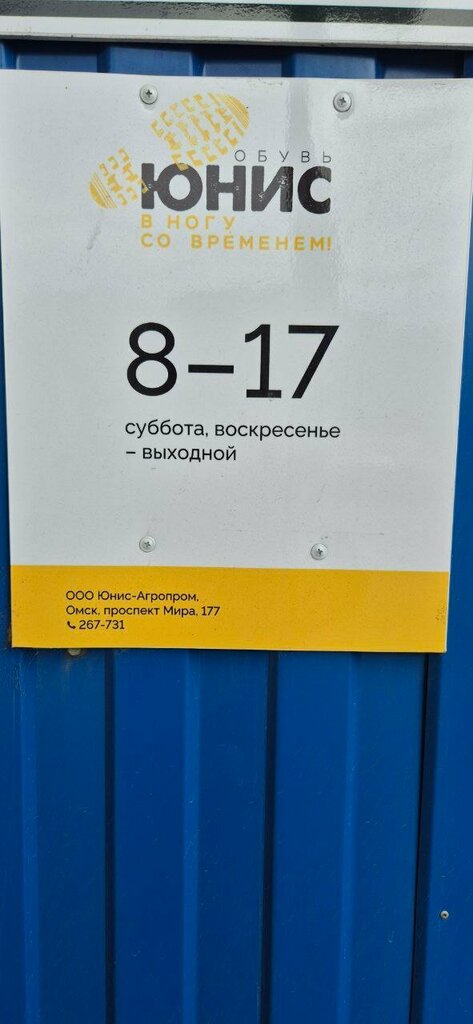 ОБУВЬ
ЮНИС
В НОГУ
СО ВРЕМЕНЕМ!
8–17
суббота, воскресенье
– выходной
ООО Юнис-Агропром,
Омск, проспект Мира, 177
267-731